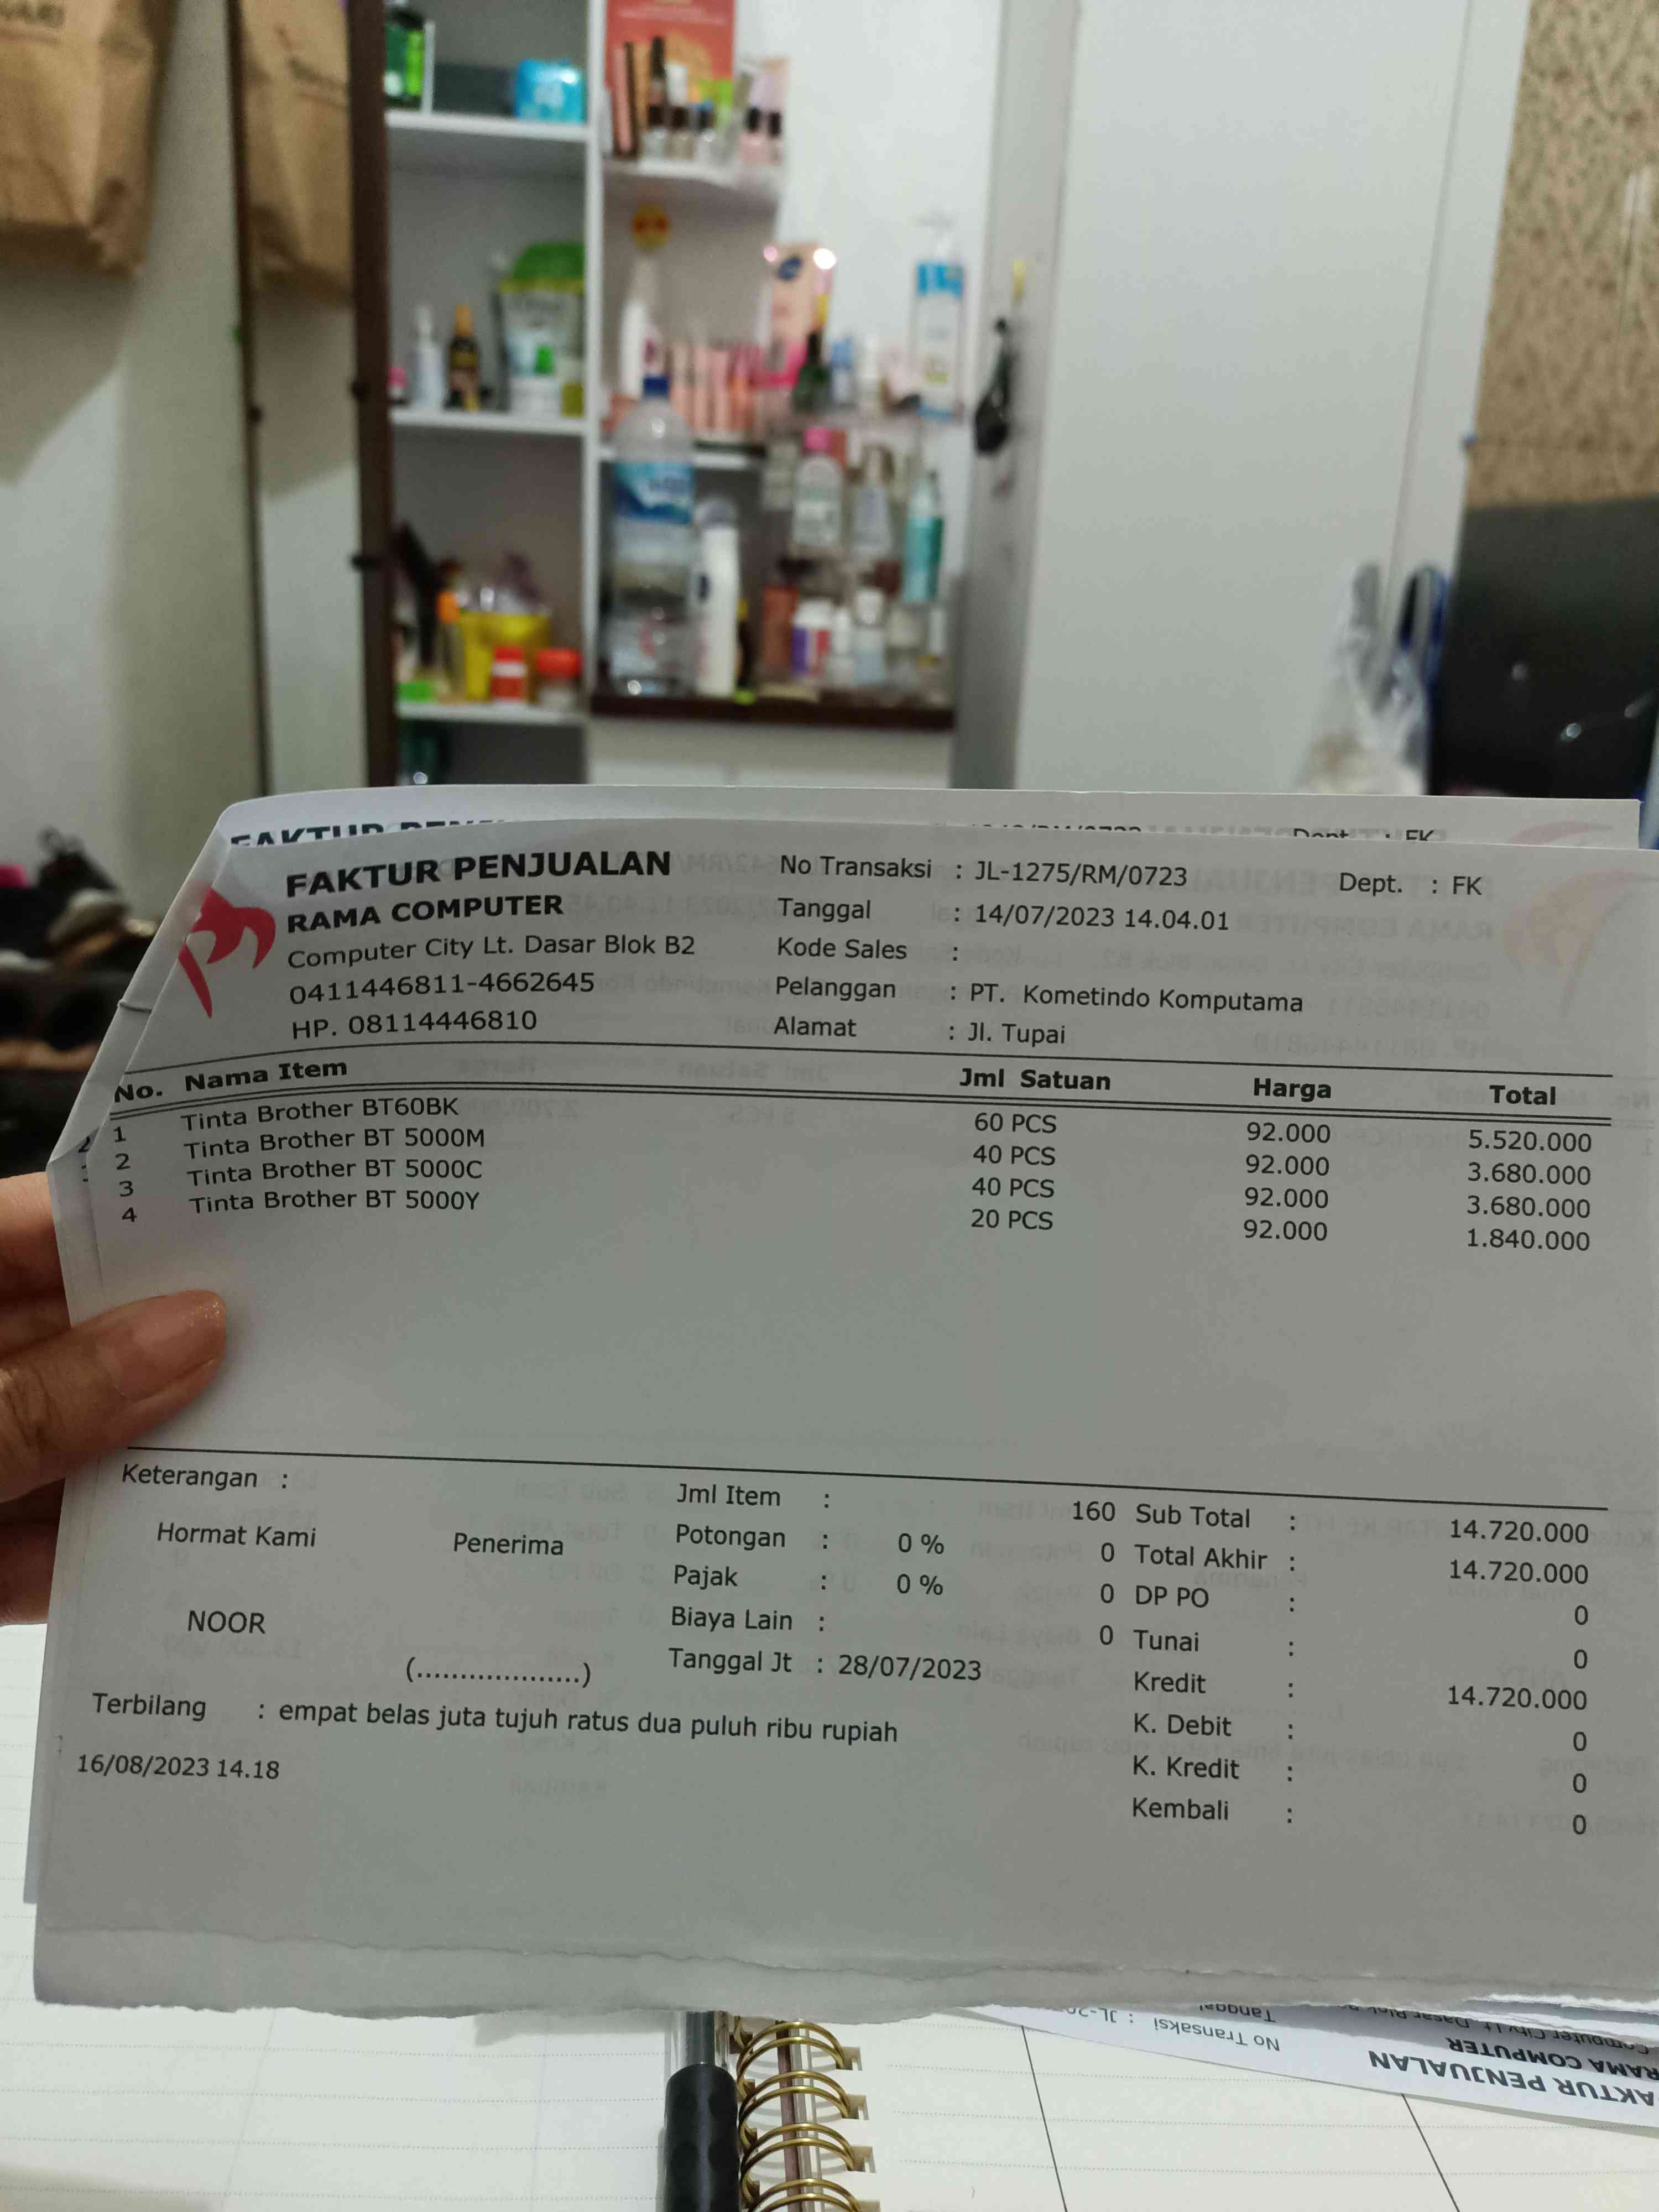 FAKTUR PENJUALAN
RAMA COMPUTER
Computer City Lt. Dasar Blok B2
0411446811-4662645
HP. 08114446810
No Transaksi : JL-1275/RM/0723
Tanggal : 14/07/2023 14.04.01
Kode Sales :
Pelanggan : PT. Kometindo Komputama
Alamat : Jl. Tupai
Dept. : FK
No. Nama Item Jml Satuan Harga Total
1 Tinta Brother BT60BK 60 PCS 92.000 5.520.000
2 Tinta Brother BT 5000M 40 PCS 92.000 3.680.000
3 Tinta Brother BT 5000C 40 PCS 92.000 3.680.000
4 Tinta Brother BT 5000Y 20 PCS 92.000 1.840.000
Keterangan :
Hormat Kami Penerima
NOOR
(...................)
Jml Item : 160
Potongan : 0 % 0
Pajak : 0 % 0
Biaya Lain : 0
Tanggal Jt : 28/07/2023
Sub Total : 14.720.000
Total Akhir : 14.720.000
DP PO : 0
Tunai : 0
Kredit : 14.720.000
K. Debit : 0
K. Kredit : 0
Kembali : 0
Terbilang : empat belas juta tujuh ratus dua puluh ribu rupiah
16/08/2023 14.18
FAKTUR PENJUALAN
RAMA COMPUTER
No Transaksi : JL-20
Tanggal